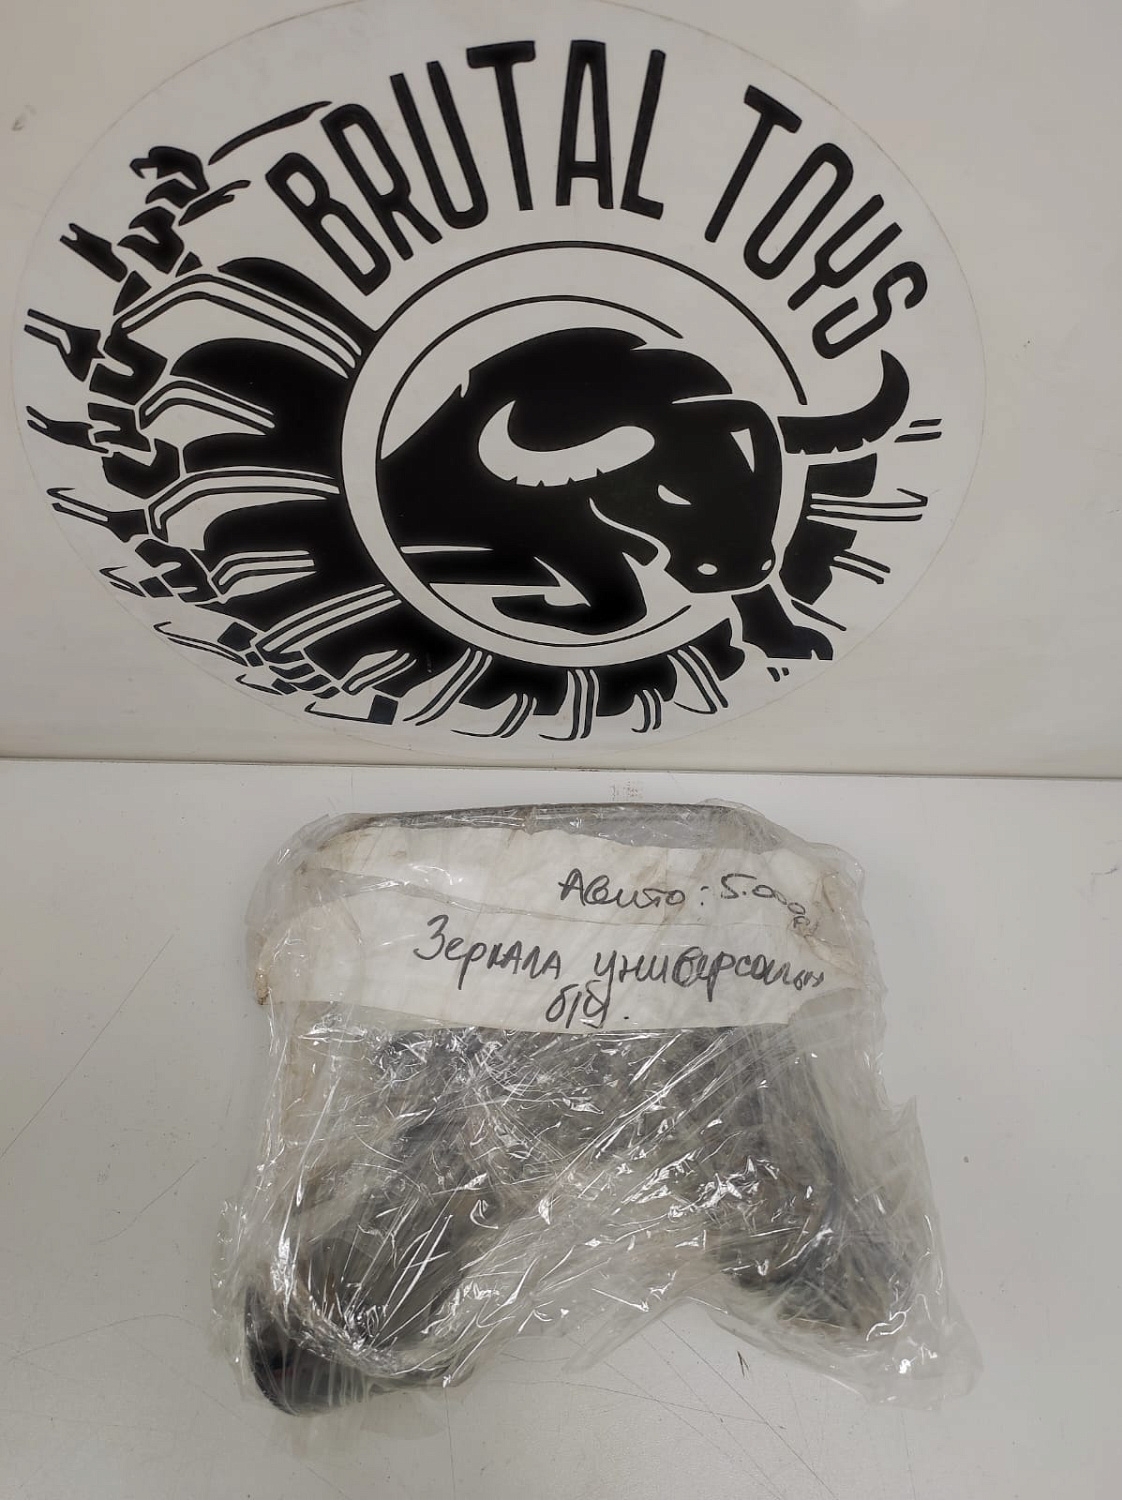 BRUTAL TOYS
Авито: 5.000
Зеркала универсальн
б/у.